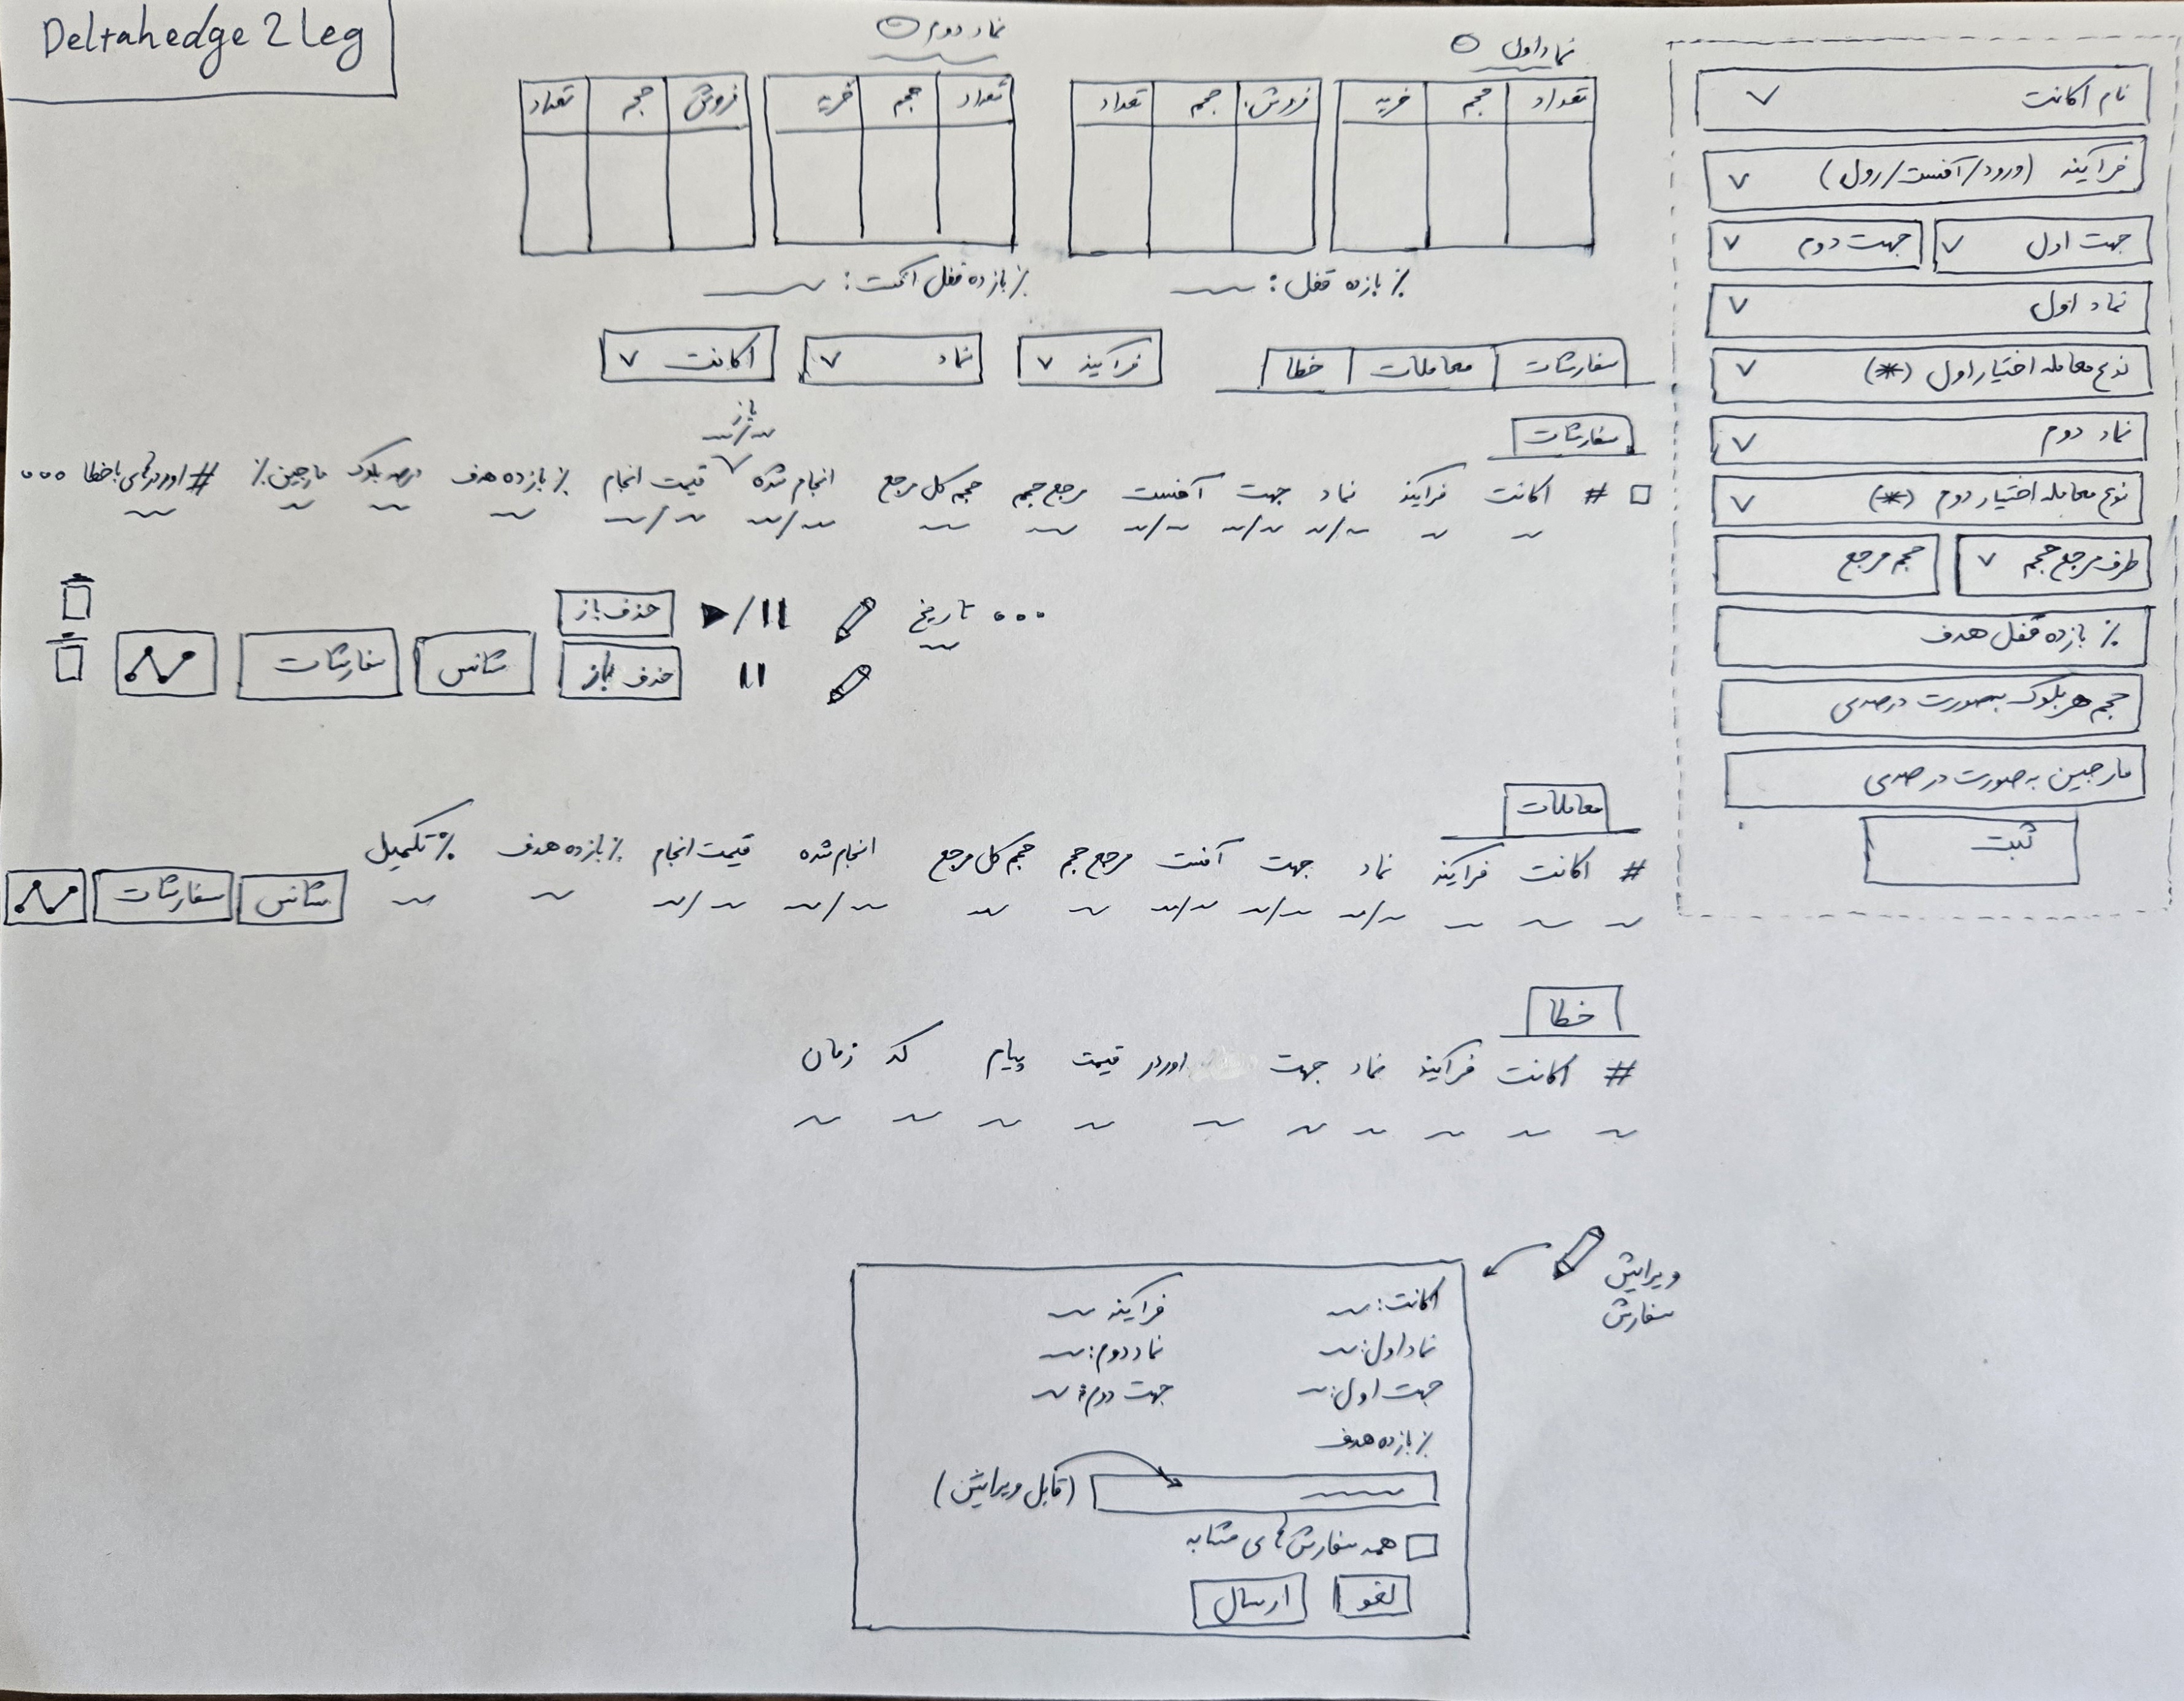 Deltahedge 2 Leg
نام اکانت
فرآیند (ورود/آفست/رول)
جهت اول
جهت دوم
نماد اول
نوع معامله اختیار اول (*)
نماد دوم
نوع معامله اختیار دوم (*)
طرف مرجع حجم
حجم مرجع
٪ بازده قفل هدف
حجم هر بلوک بصورت درصدی
مارجین به صورت درصدی
ثبت
نماد اول
تعداد حجم خرید فروش حجم تعداد
٪ بازده قفل :
نماد دوم
تعداد حجم خرید فروش حجم تعداد
٪ بازده قفل آفست :
سفارشات معاملات خطا
فرآیند نماد اکانت
سفارشات
باز
# اکانت فرآیند نماد جهت آفست مرجع حجم حجم کل مرجع انجام شده قیمت انجام ٪ بازده هدف درصد بلوک مارجین ٪ # اوردرهای با خطا
تاریخ
حذف باز
حذف باز شانس سفارشات
معاملات
# اکانت فرآیند نماد جهت آفست مرجع حجم حجم کل مرجع انجام شده قیمت انجام ٪ بازده هدف ٪ تکمیل
شانس سفارشات
خطا
# اکانت فرآیند نماد جهت اوردر قیمت پیام کد زمان
ویرایش
سفارش
اکانت: فرآیند
نماد اول: نماد دوم:
جهت اول: جهت دوم:
٪ بازده هدف
(قابل ویرایش)
همه سفارش های مشابه
لغو ارسال